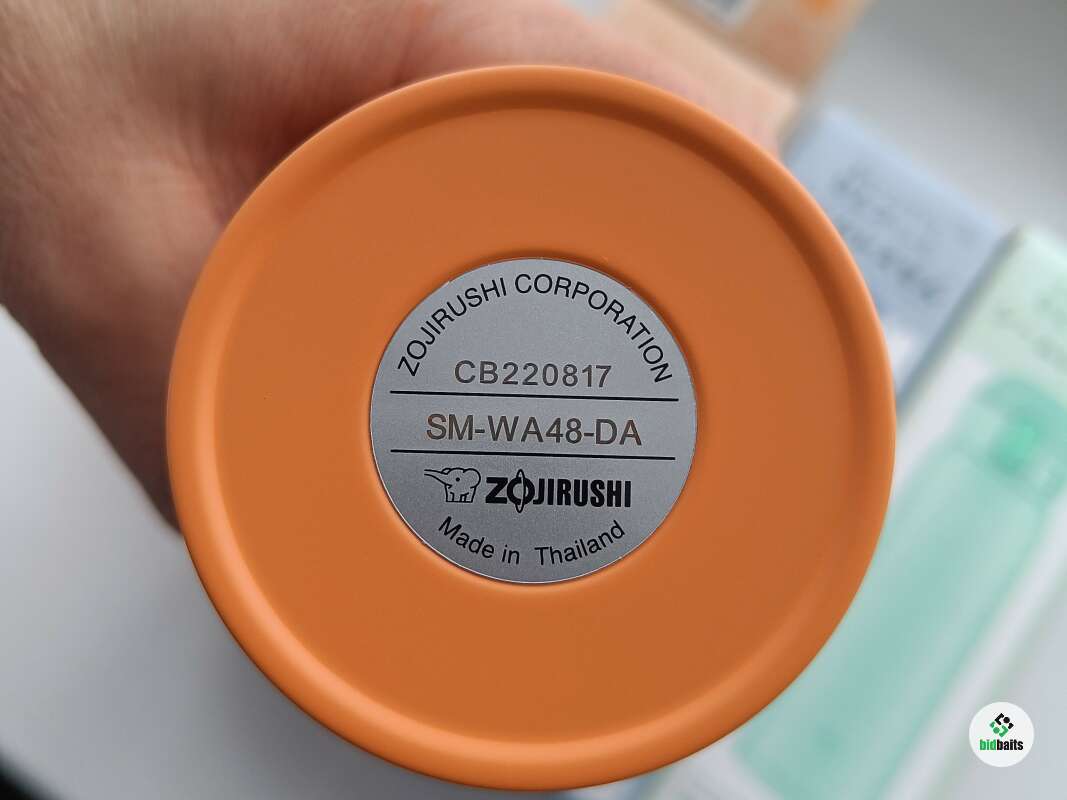 ZOJIRUSHI CORPORATION
CB220817
SM-WA48-DA
ZOJIRUSHI
Made in Thailand
bidbaits